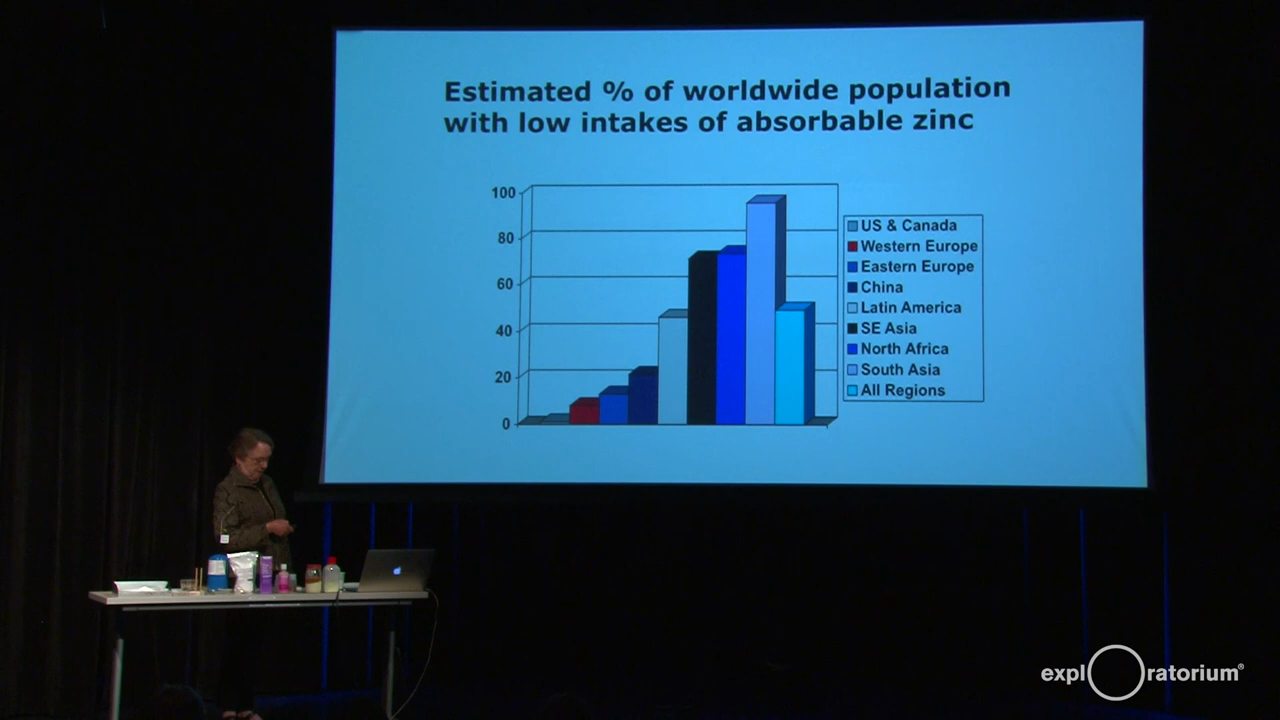 Estimated % of worldwide population
with low intakes of absorbable zinc
100
80
60
40
20
0
US & Canada
Western Europe
Eastern Europe
China
Latin America
SE Asia
North Africa
South Asia
All Regions
expl ratorium®